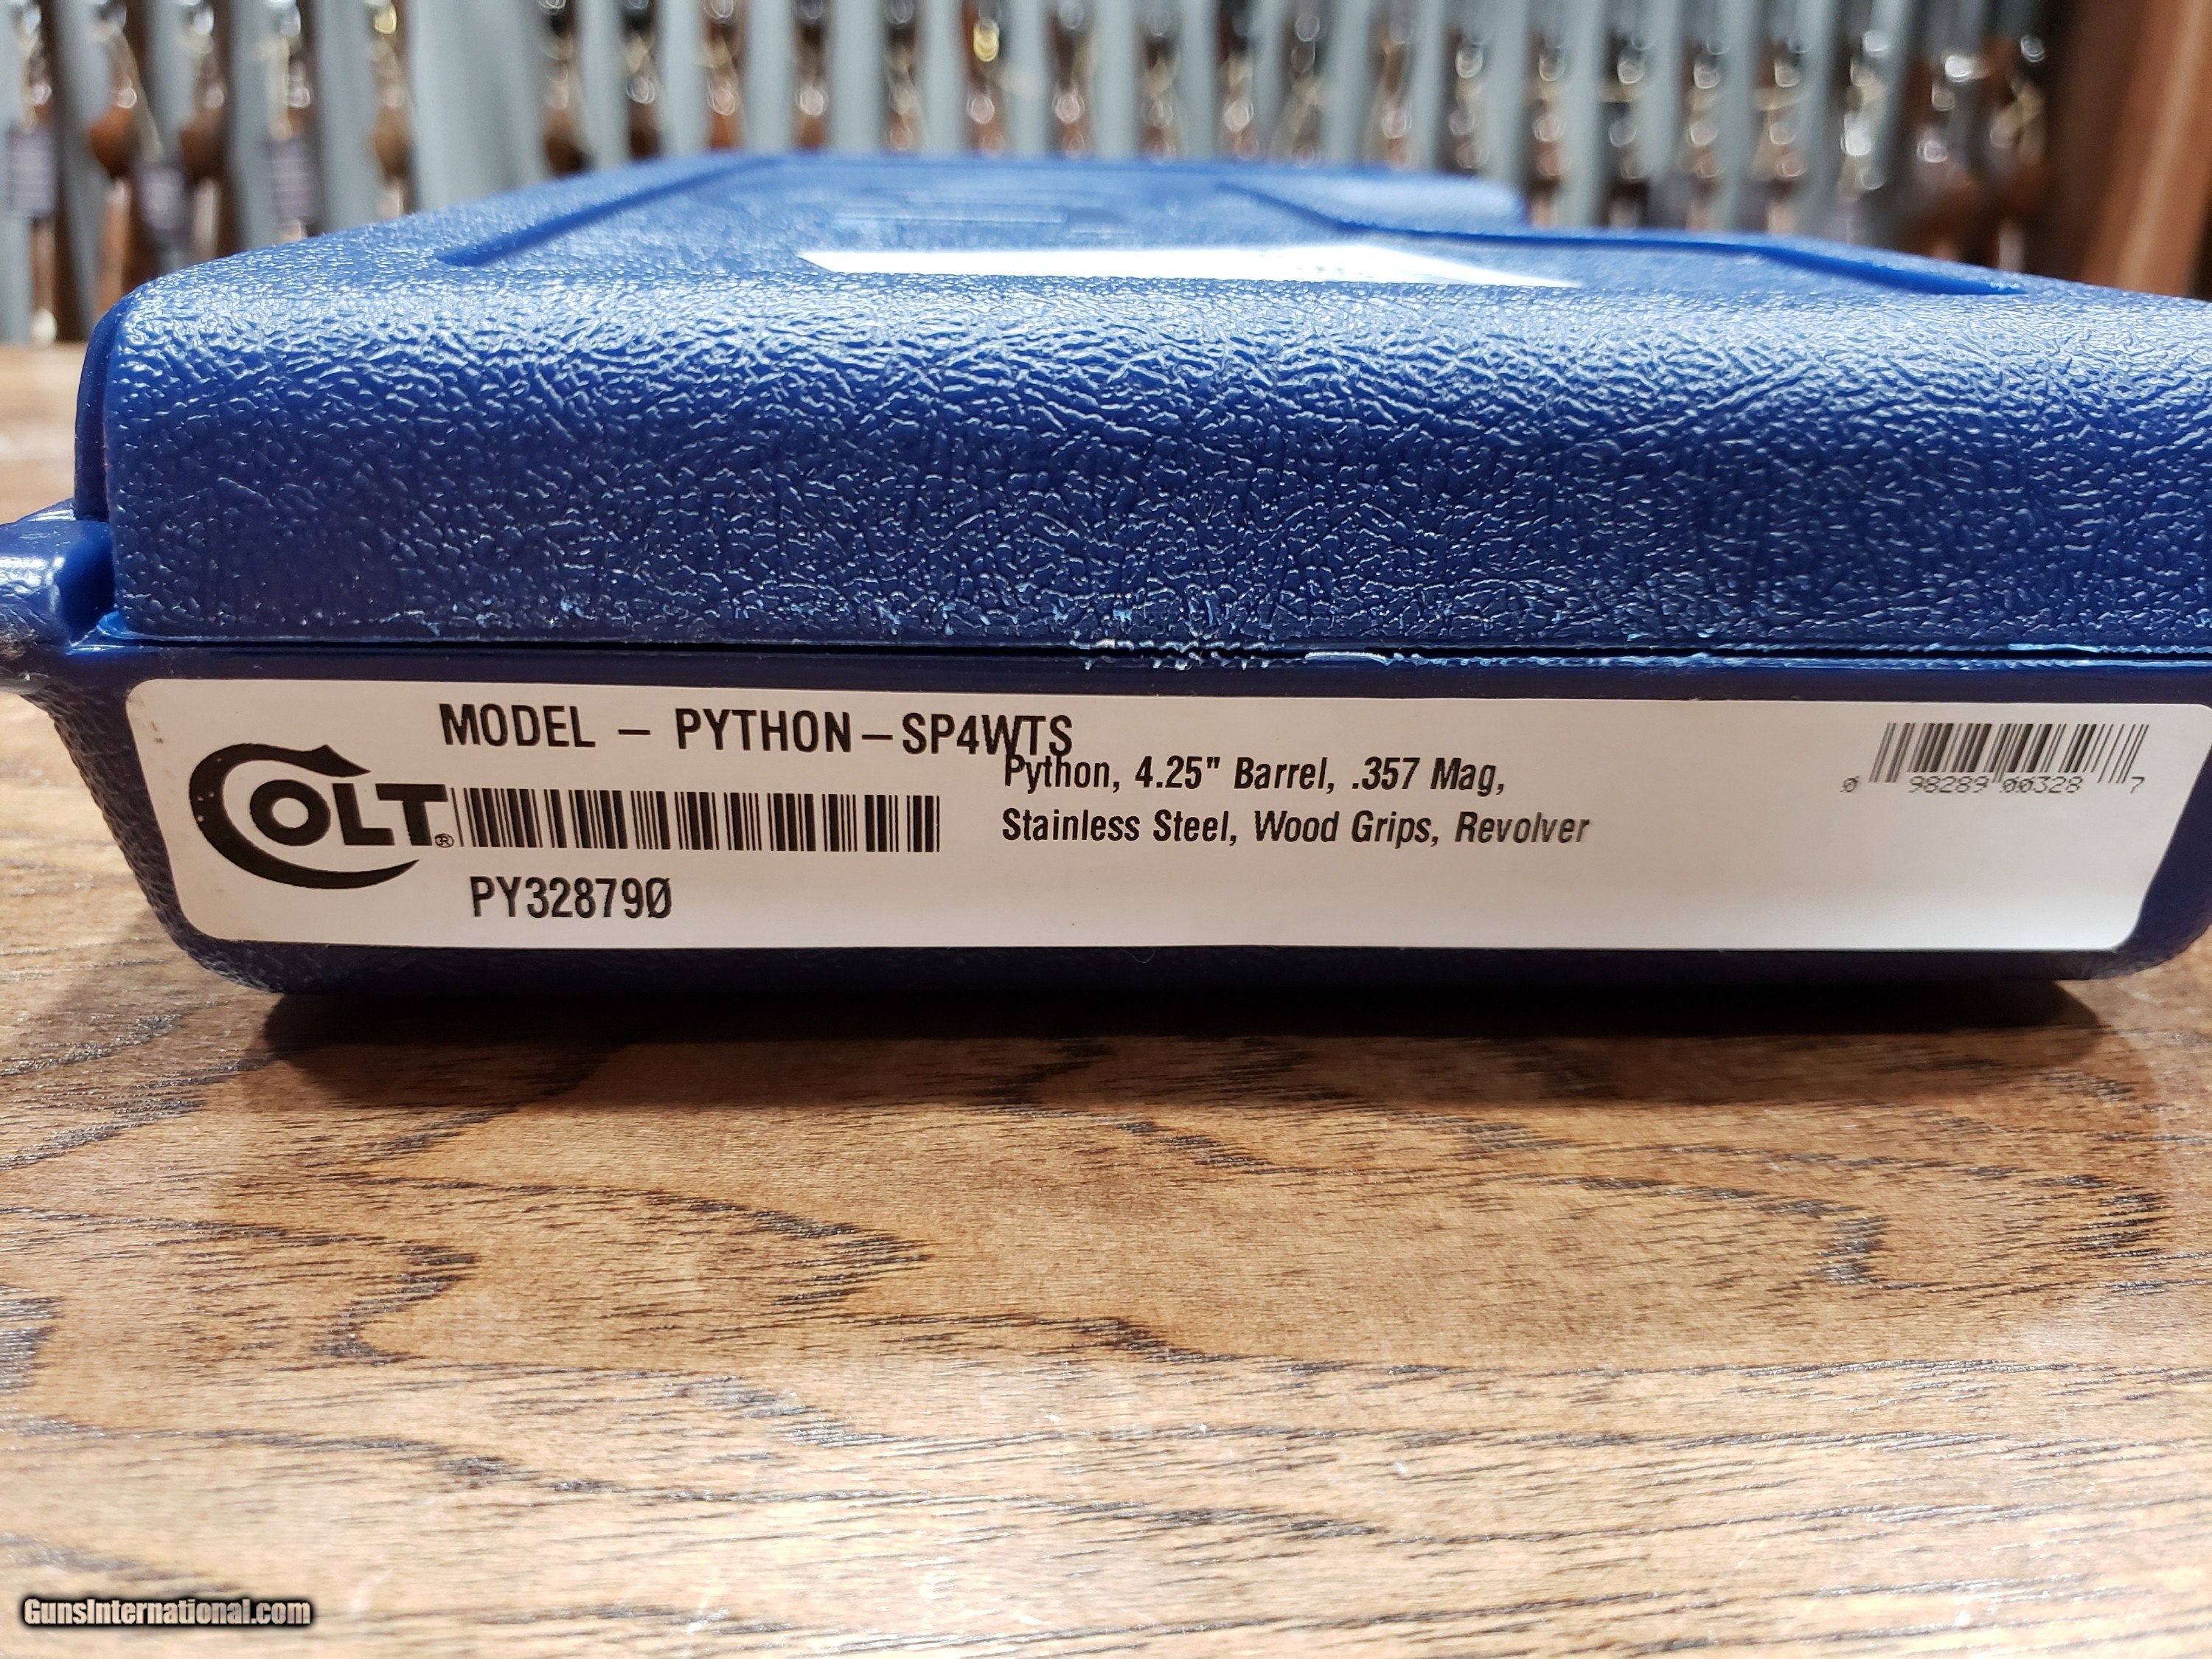 MODEL – PYTHON–SP4WTS
COLT®
Python, 4.25" Barrel, .357 Mag,
Stainless Steel, Wood Grips, Revolver
PY328790
0 98289 00328 7
GunsInternational.com